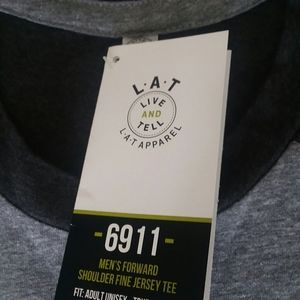 L·A·T
LIVE
AND
TELL
L·A·T APPAREL
-6911-
MEN'S FORWARD
SHOULDER FINE JERSEY TEE
FIT: ADULT UNISEX